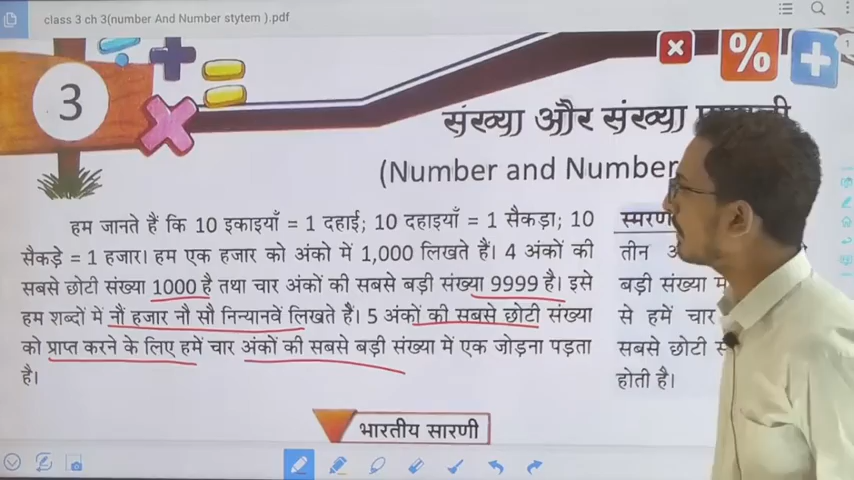 class 3 ch 3(number And Number stytem ).pdf
3
संख्या और संख्या
(Number and Number
हम जानते हैं कि 10 इकाइयाँ = 1 दहाई; 10 दहाइयाँ = 1 सैकड़ा; 10
सैकड़े = 1 हजार। हम एक हजार को अंको में 1,000 लिखते हैं। 4 अंकों की
सबसे छोटी संख्या 1000 है तथा चार अंकों की सबसे बड़ी संख्या 9999 है। इसे
हम शब्दों में नौं हजार नौ सौ निन्यानवें लिखते हैं। 5 अंकों की सबसे छोटी संख्या
को प्राप्त करने के लिए हमें चार अंकों की सबसे बड़ी संख्या में एक जोड़ना पड़ता
है।
स्मरण
तीन
बड़ी संख्या
से हमें चार
सबसे छोटी
होती है।
भारतीय सारणी